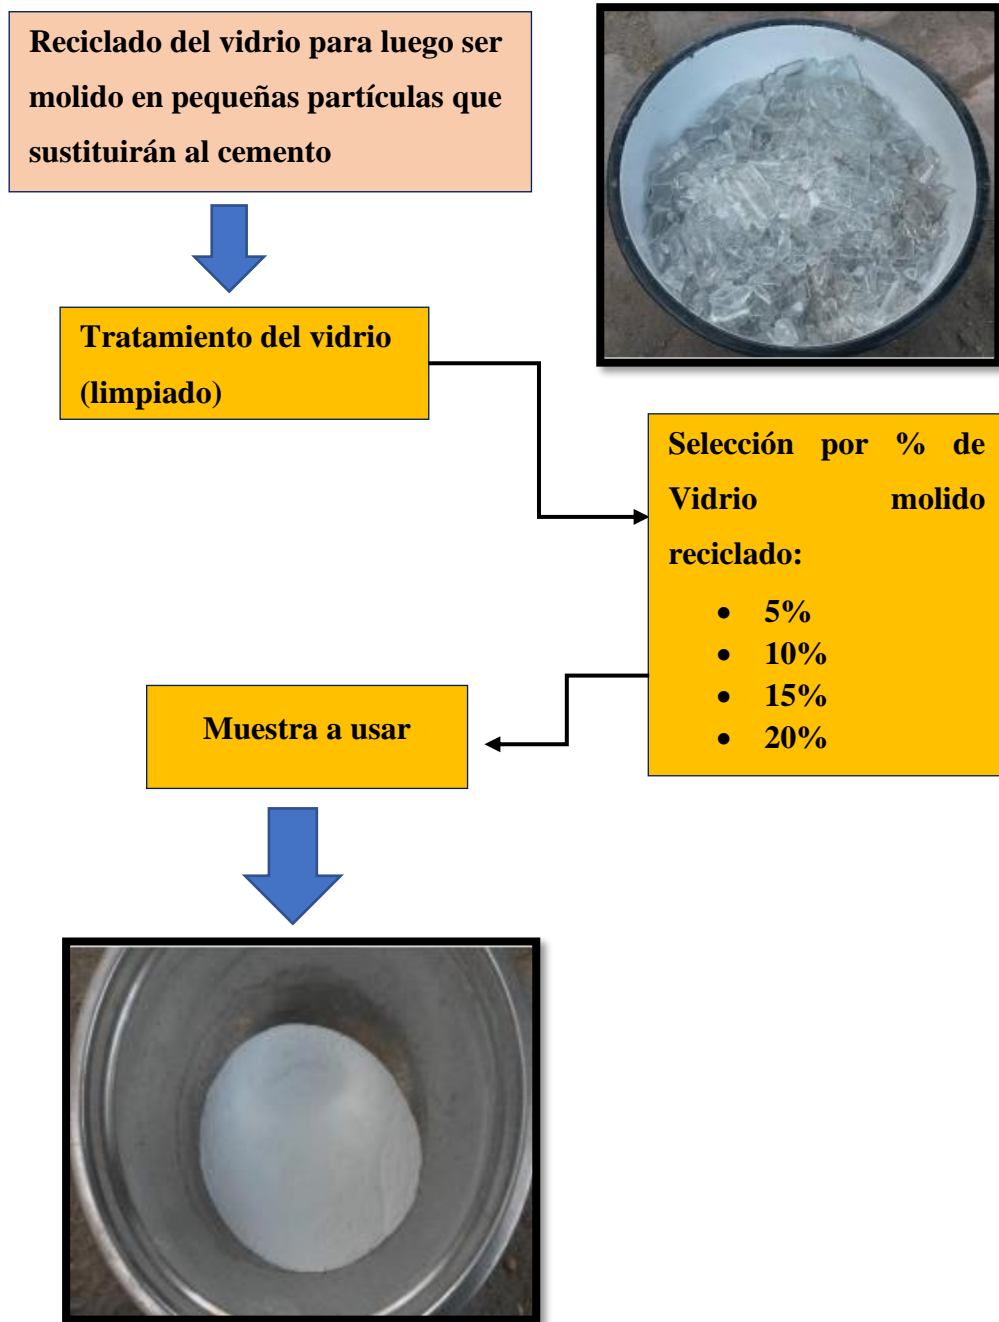 Reciclado del vidrio para luego ser
molido en pequeñas partículas que
sustituirán al cemento
Tratamiento del vidrio
(limpiado)
Selección por % de
Vidrio molido
reciclado:
• 5%
• 10%
• 15%
• 20%
Muestra a usar